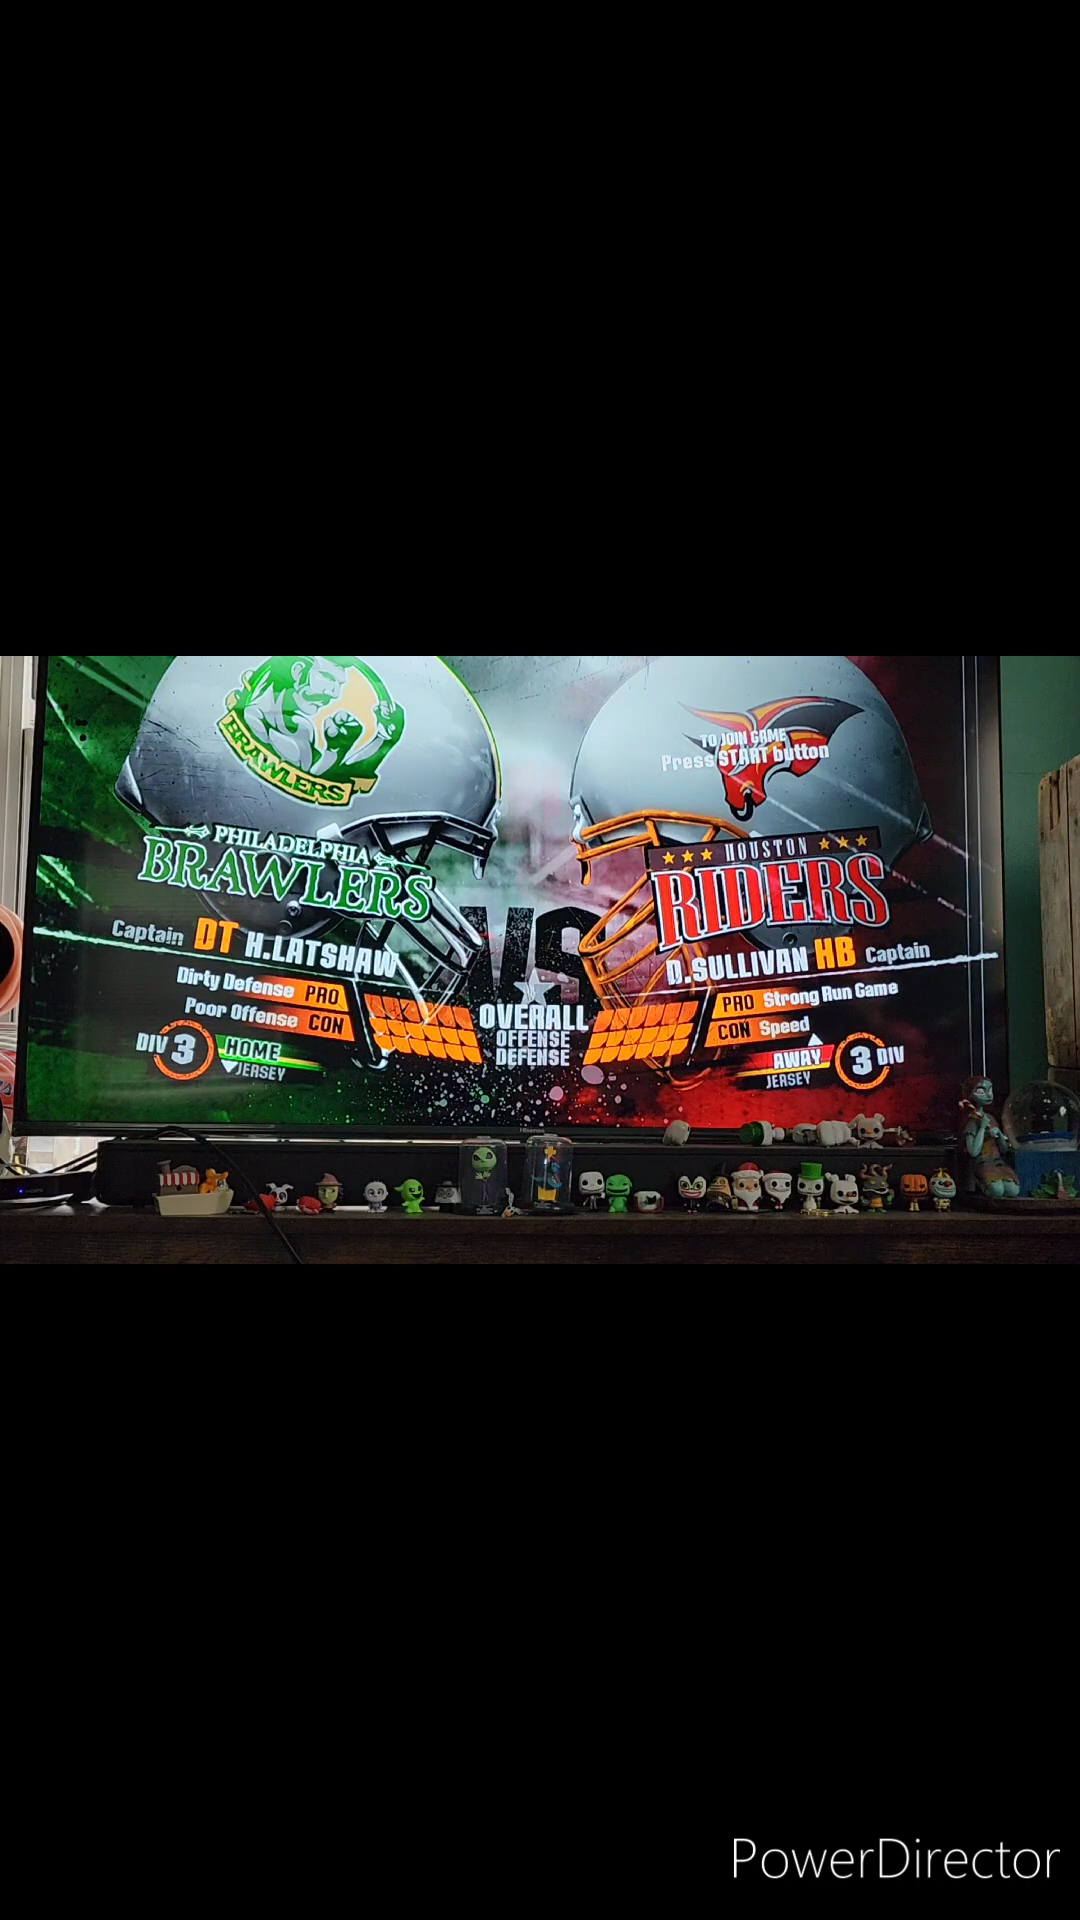 BRAWLERS
TO JOIN GAME
Press START button
PHILADELPHIA
BRAWLERS
HOUSTON
RIDERS
VS
Captain DT H.LATSHAW
D.SULLIVAN HB Captain
Dirty Defense PRO
Poor Offense CON
PRO Strong Run Game
CON Speed
OVERALL
OFFENSE
DEFENSE
DIV 3
HOME
JERSEY
AWAY
JERSEY
3 DIV
Hisense
PowerDirector